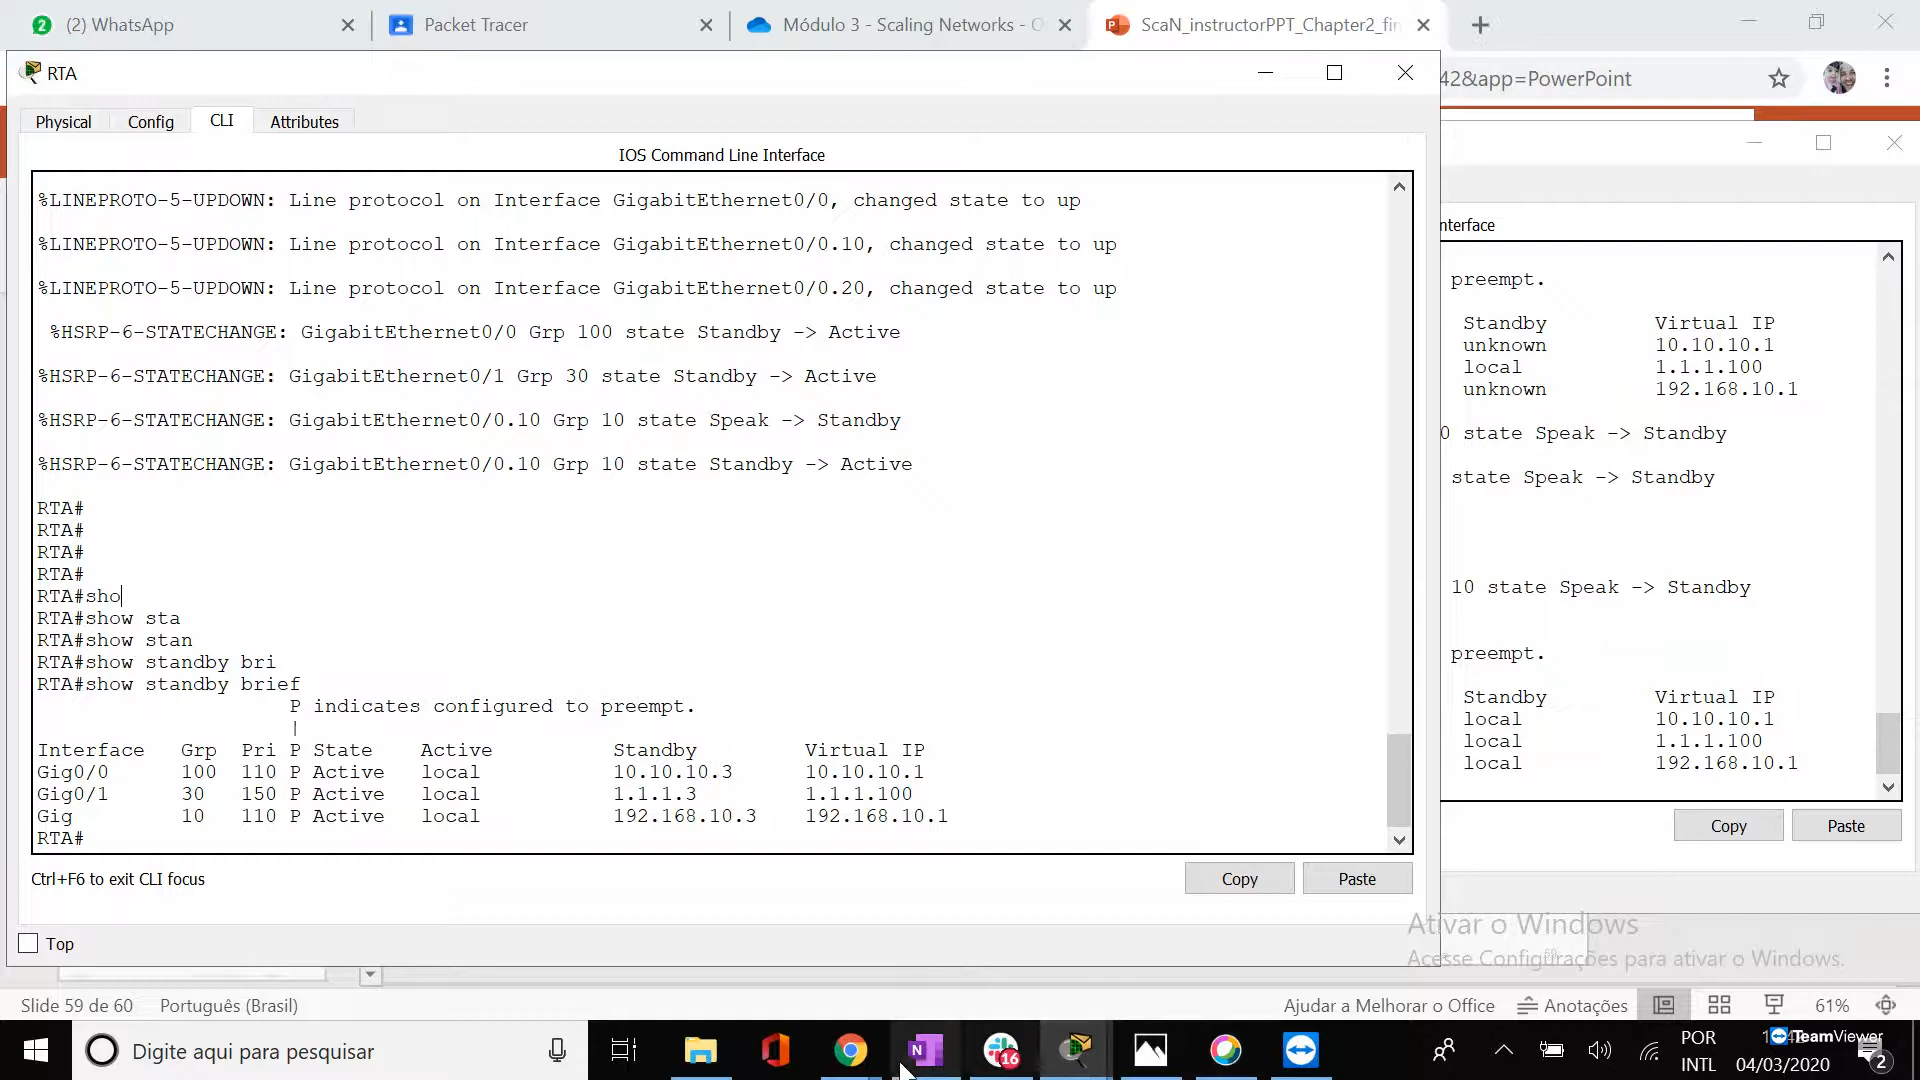 (2) WhatsApp
Packet Tracer
Módulo 3 - Scaling Networks - O
ScaN_instructorPPT_Chapter2_fin
RTA
42&app=PowerPoint
Physical
Config
CLI
Attributes
IOS Command Line Interface
%LINEPROTO-5-UPDOWN: Line protocol on Interface GigabitEthernet0/0, changed state to up
%LINEPROTO-5-UPDOWN: Line protocol on Interface GigabitEthernet0/0.10, changed state to up
%LINEPROTO-5-UPDOWN: Line protocol on Interface GigabitEthernet0/0.20, changed state to up
%HSRP-6-STATECHANGE: GigabitEthernet0/0 Grp 100 state Standby -> Active
%HSRP-6-STATECHANGE: GigabitEthernet0/1 Grp 30 state Standby -> Active
%HSRP-6-STATECHANGE: GigabitEthernet0/0.10 Grp 10 state Speak -> Standby
%HSRP-6-STATECHANGE: GigabitEthernet0/0.10 Grp 10 state Standby -> Active
RTA#
RTA#
RTA#
RTA#
RTA#sho
RTA#show sta
RTA#show stan
RTA#show standby bri
RTA#show standby brief
P indicates configured to preempt.
|
Interface Grp Pri P State Active Standby Virtual IP
Gig0/0 100 110 P Active local 10.10.10.3 10.10.10.1
Gig0/1 30 150 P Active local 1.1.1.3 1.1.1.100
Gig 10 110 P Active local 192.168.10.3 192.168.10.1
RTA#
Ctrl+F6 to exit CLI focus
Copy
Paste
Top
nterface
preempt.
Standby Virtual IP
unknown 10.10.10.1
local 1.1.1.100
unknown 192.168.10.1
0 state Speak -> Standby
state Speak -> Standby
10 state Speak -> Standby
preempt.
Standby Virtual IP
local 10.10.10.1
local 1.1.1.100
local 192.168.10.1
Copy
Paste
Ativar o Windows
Acesse Configurações para ativar o Windows.
Slide 59 de 60
Português (Brasil)
Ajudar a Melhorar o Office
Anotações
61%
Digite aqui para pesquisar
16
POR
INTL
TeamViewer
04/03/2020
2